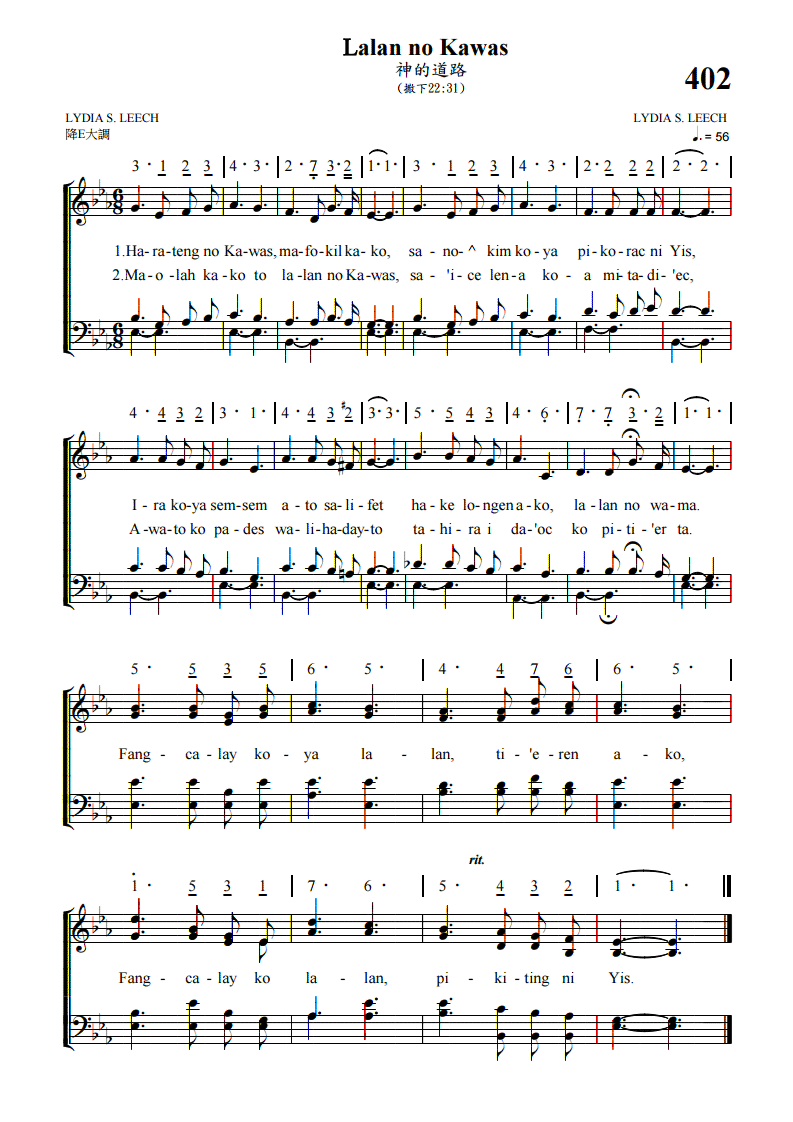 Lalan no Kawas
神的道路
(撒下22:31)
402
LYDIA S. LEECH
LYDIA S. LEECH
降E大調
♩. = 56
3 · 1 2 3 | 4 · 3 · | 2 · 7 3 · 2 | 1 · 1 · | 3 · 1 2 3 | 4 · 3 · | 2 · 2 2 2 | 2 · 2 · |
1.Ha-ra-teng no Ka-was, ma-fo-kil ka-ko, sa-no-^ kim ko-ya pi-ko-rac ni Yis,
2.Ma-o-lah ka-ko to la-lan no Ka-was, sa-'i-ce len-a ko-a mi-ta-di-'ec,
4 · 4 3 2 | 3 · 1 · | 4 · 4 3 #2 | 3 · 3 · | 5 · 5 4 3 | 4 · 6 · | 7 · 7 3 · 2 | 1 · 1 · |
I-ra ko-ya sem-sem a-to sa-li-fet ha-ke lo-ngen a-ko, la-lan no wa-ma.
A-wa to ko pa-des wa-li-ha-day-to ta-hi-ra i da-'oc ko pi-ti-'er ta.
5 · 5 3 5 | 6 · 5 · | 4 · 4 7 6 | 6 · 5 · |
Fang-ca-lay ko-ya la-lan, ti-'e-ren a-ko,
rit.
1 · 5 3 1 | 7 · 6 · | 5 · 4 3 2 | 1 · 1 · ||
Fang-ca-lay ko la-lan, pi-ki-ting ni Yis.